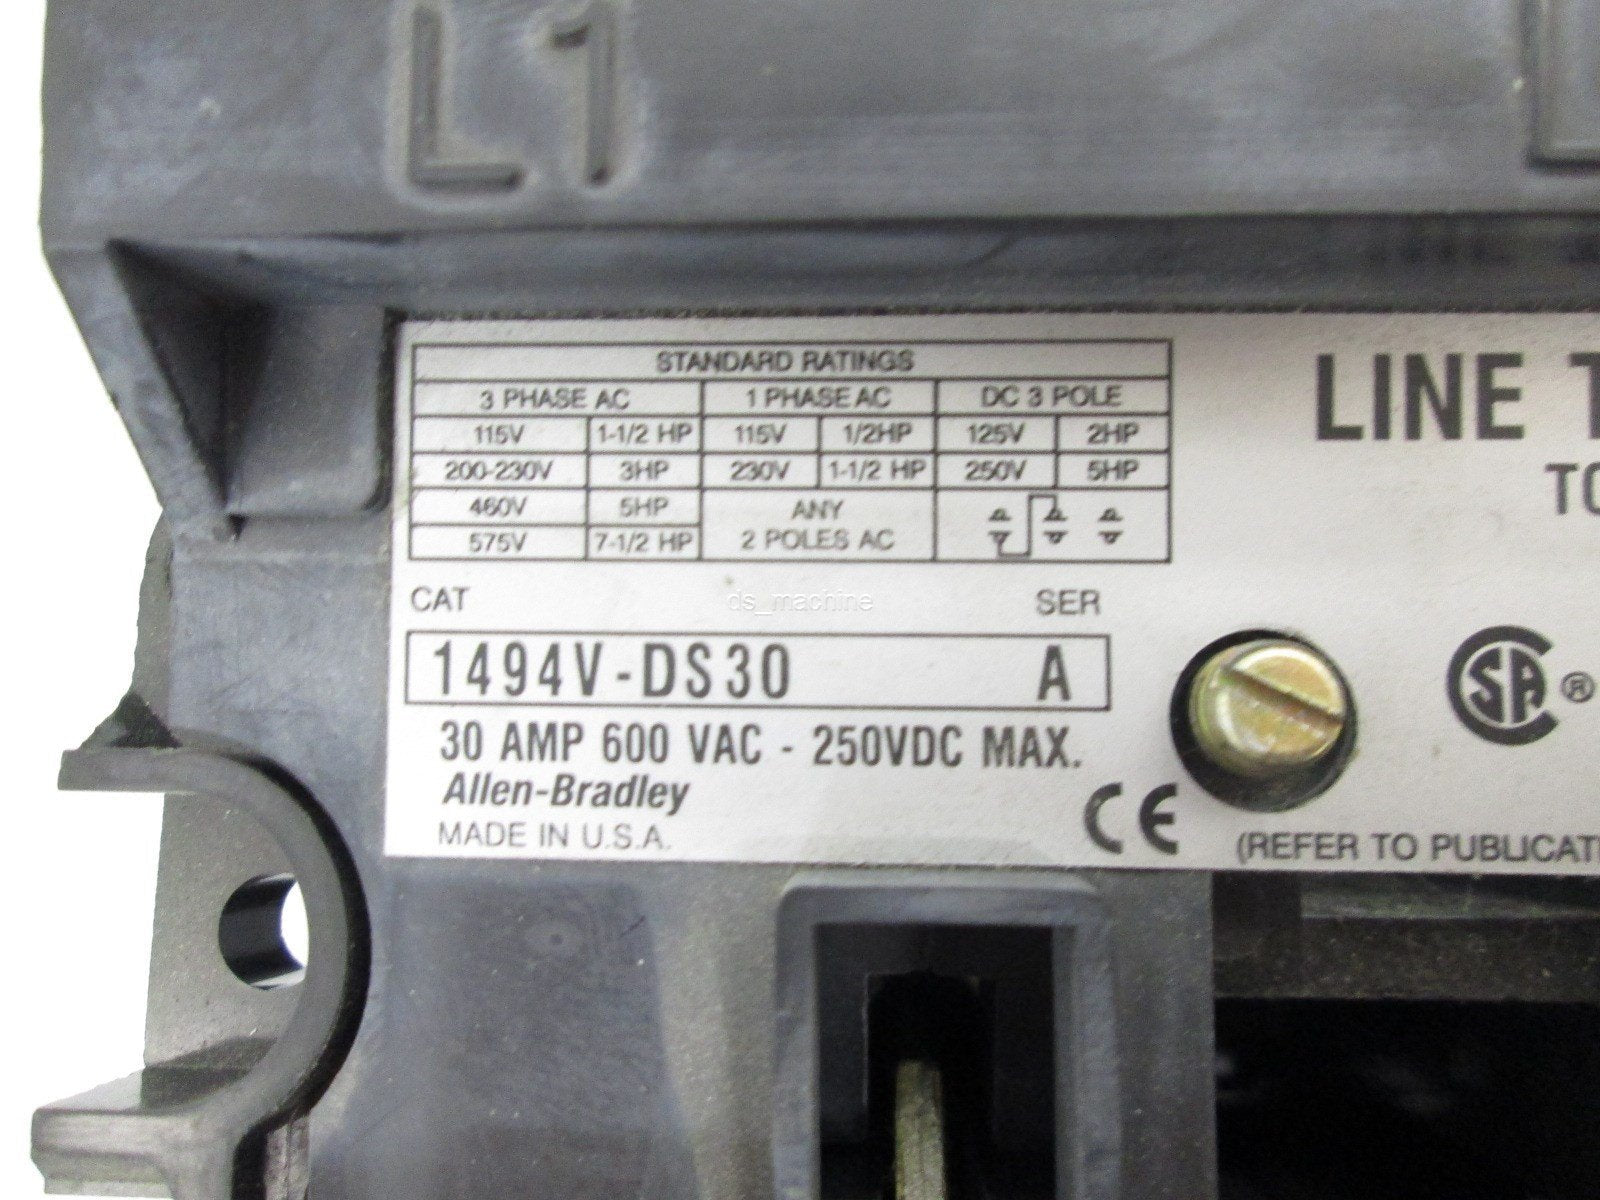 L1
STANDARD RATINGS
3 PHASE AC 1 PHASE AC DC 3 POLE
115V 1-1/2 HP 115V 1/2HP 125V 2HP
200-230V 3HP 230V 1-1/2 HP 250V 5HP
460V 5HP ANY
575V 7-1/2 HP 2 POLES AC
LINE T
TO
CAT SER
ds_machine
1494V-DS30 A
30 AMP 600 VAC - 250VDC MAX.
Allen-Bradley
MADE IN U.S.A.
CE
SA ®
(REFER TO PUBLICATI